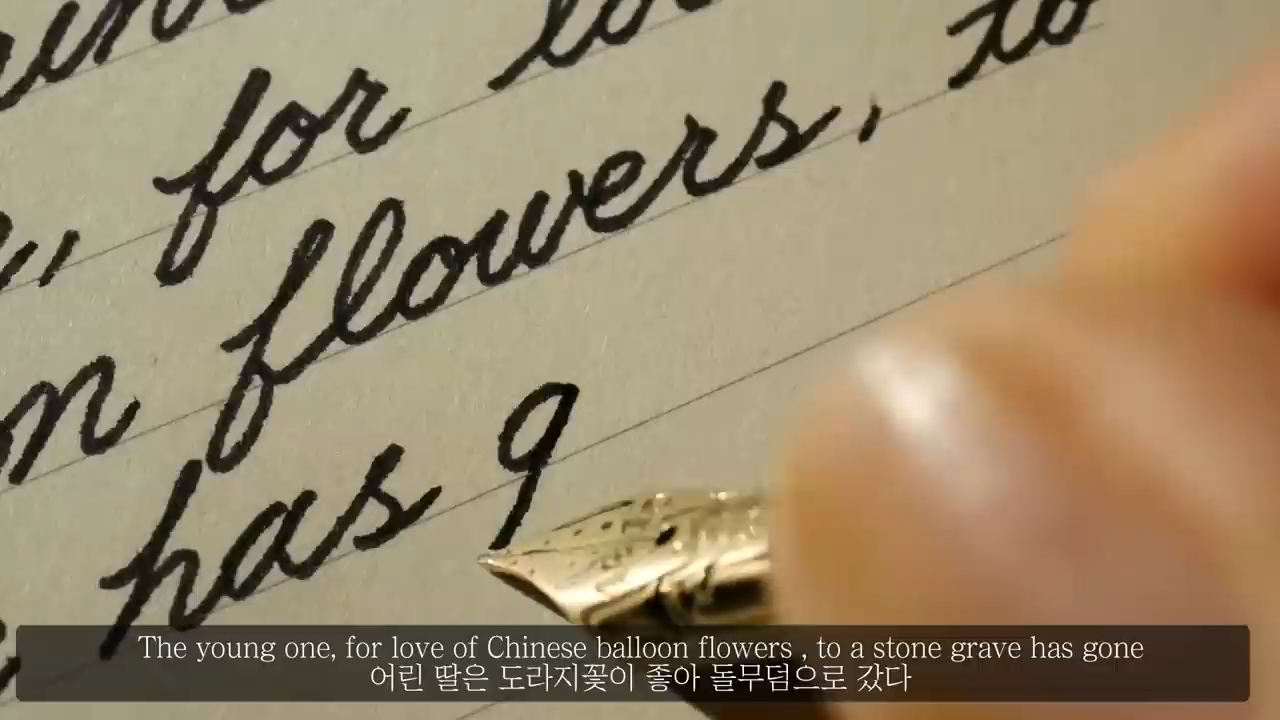 , for lo
n flowers, to
has g
The young one, for love of Chinese balloon flowers , to a stone grave has gone
어린 딸은 도라지꽃이 좋아 돌무덤으로 갔다